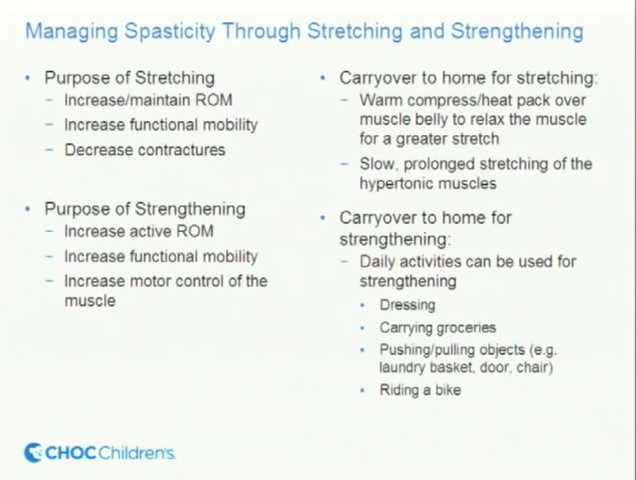 Managing Spasticity Through Stretching and Strengthening
• Purpose of Stretching
– Increase/maintain ROM
– Increase functional mobility
– Decrease contractures
• Purpose of Strengthening
– Increase active ROM
– Increase functional mobility
– Increase motor control of the
muscle
• Carryover to home for stretching:
– Warm compress/heat pack over
muscle belly to relax the muscle
for a greater stretch
– Slow, prolonged stretching of the
hypertonic muscles
• Carryover to home for
strengthening:
– Daily activities can be used for
strengthening
• Dressing
• Carrying groceries
• Pushing/pulling objects (e.g.
laundry basket, door, chair)
• Riding a bike
CHOC Children's.